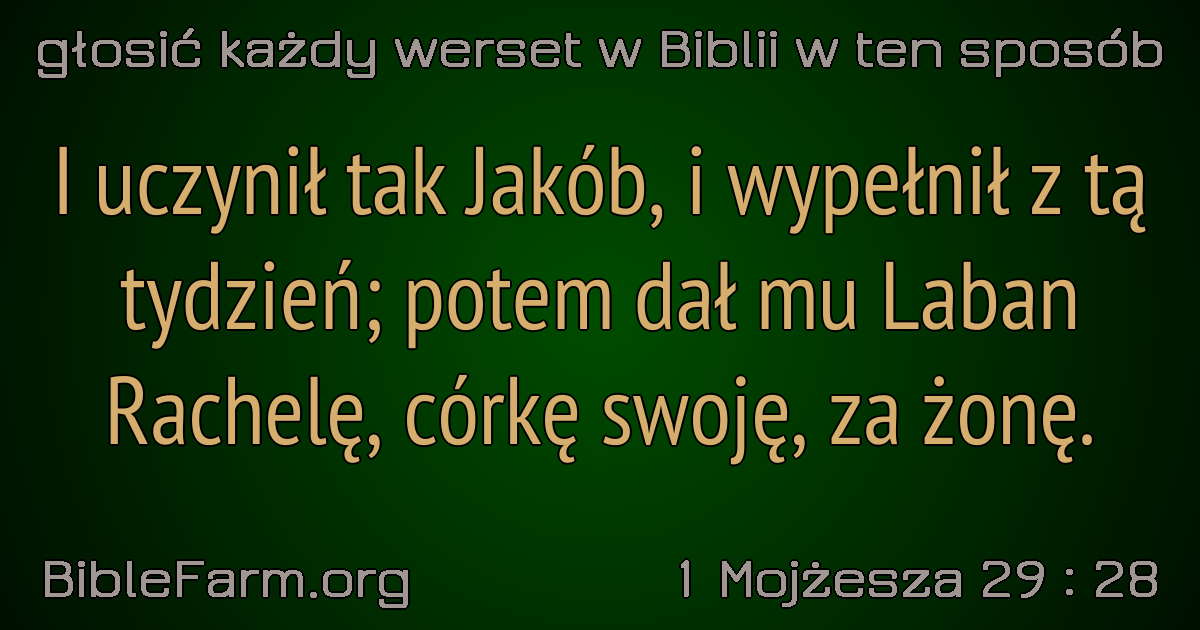 głosić każdy werset w Biblii w ten sposób
I uczynił tak Jakób, i wypełnił z tą
tydzień; potem dał mu Laban
Rachelę, córkę swoję, za żonę.
BibleFarm.org
1 Mojżesza 29 : 28